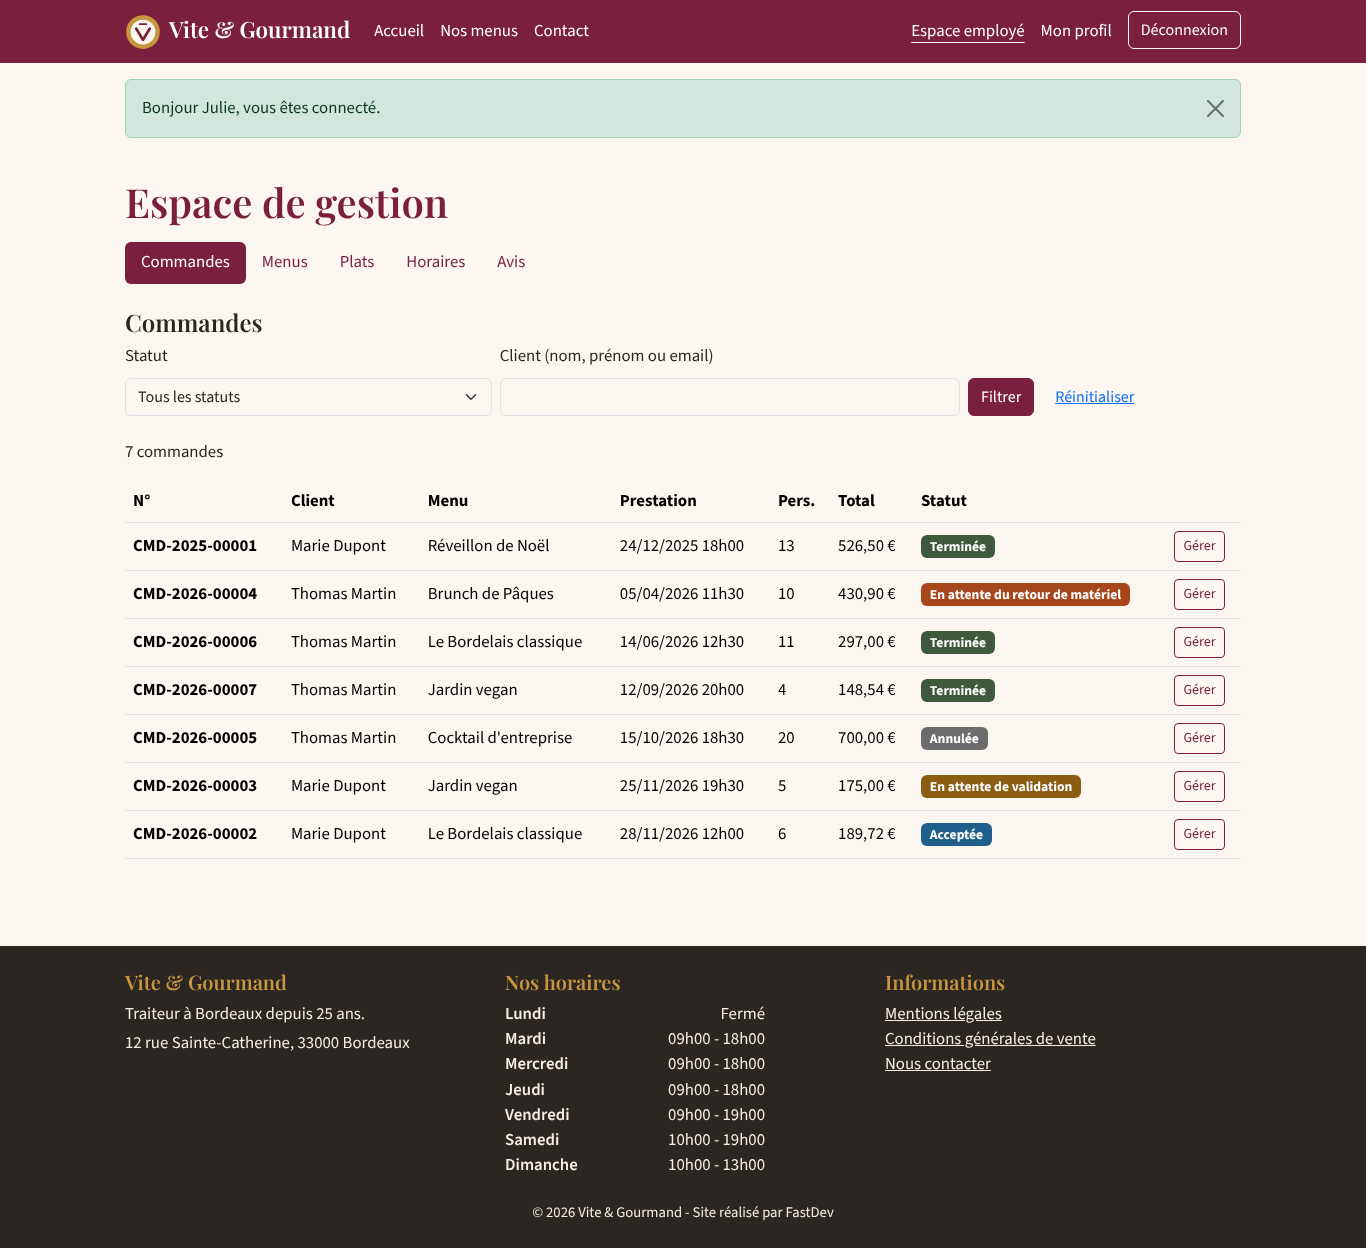 Vite & Gourmand Accueil Nos menus Contact Espace employé Mon profil Déconnexion
Bonjour Julie, vous êtes connecté.
Espace de gestion
Commandes Menus Plats Horaires Avis
Commandes
Statut Client (nom, prénom ou email)
Tous les statuts Filtrer Réinitialiser
7 commandes
N° Client Menu Prestation Pers. Total Statut
CMD-2025-00001 Marie Dupont Réveillon de Noël 24/12/2025 18h00 13 526,50 € Terminée Gérer
CMD-2026-00004 Thomas Martin Brunch de Pâques 05/04/2026 11h30 10 430,90 € En attente du retour de matériel Gérer
CMD-2026-00006 Thomas Martin Le Bordelais classique 14/06/2026 12h30 11 297,00 € Terminée Gérer
CMD-2026-00007 Thomas Martin Jardin vegan 12/09/2026 20h00 4 148,54 € Terminée Gérer
CMD-2026-00005 Thomas Martin Cocktail d'entreprise 15/10/2026 18h30 20 700,00 € Annulée Gérer
CMD-2026-00003 Marie Dupont Jardin vegan 25/11/2026 19h30 5 175,00 € En attente de validation Gérer
CMD-2026-00002 Marie Dupont Le Bordelais classique 28/11/2026 12h00 6 189,72 € Acceptée Gérer
Vite & Gourmand
Traiteur à Bordeaux depuis 25 ans.
12 rue Sainte-Catherine, 33000 Bordeaux
Nos horaires
Lundi Fermé
Mardi 09h00 - 18h00
Mercredi 09h00 - 18h00
Jeudi 09h00 - 18h00
Vendredi 09h00 - 19h00
Samedi 10h00 - 19h00
Dimanche 10h00 - 13h00
Informations
Mentions légales
Conditions générales de vente
Nous contacter
© 2026 Vite & Gourmand - Site réalisé par FastDev